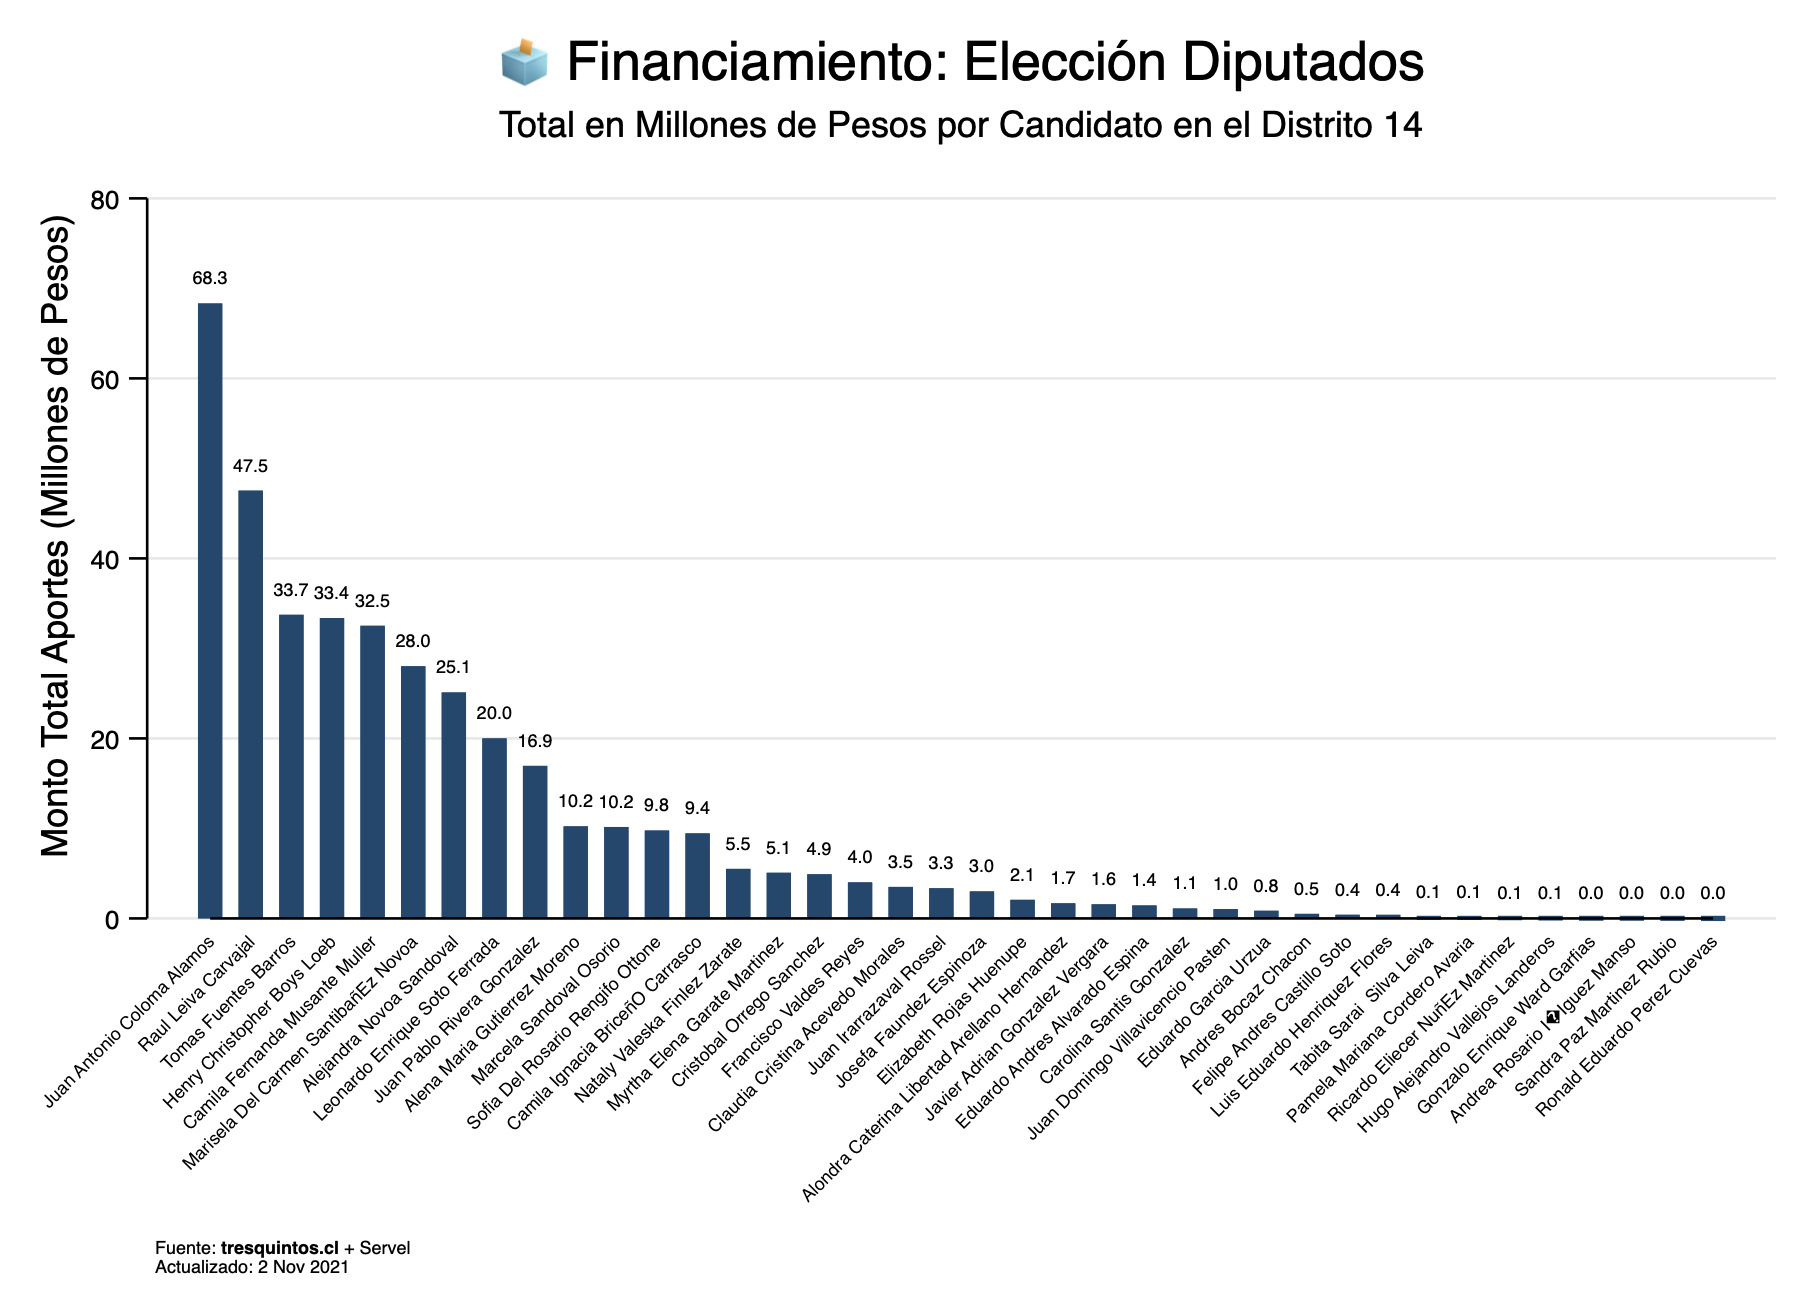 Financiamiento: Elección Diputados
Total en Millones de Pesos por Candidato en el Distrito 14
Monto Total Aportes (Millones de Pesos)
80
60
40
20
0
68.3
47.5
33.7
33.4
32.5
28.0
25.1
20.0
16.9
10.2
10.2
9.8
9.4
5.5
5.1
4.9
4.0
3.5
3.3
3.0
2.1
1.7
1.6
1.4
1.1
1.0
0.8
0.5
0.4
0.4
0.1
0.1
0.1
0.1
0.0
0.0
0.0
0.0
Juan Antonio Coloma Alamos
Raul Leiva Carvajal
Tomas Fuentes Barros
Henry Christopher Boys Loeb
Camila Fernanda Musante Muller
Marisela Del Carmen SantibañEz Novoa
Alejandra Novoa Sandoval
Leonardo Enrique Soto Ferrada
Juan Pablo Rivera Gonzalez
Alena Maria Gutierrez Moreno
Marcela Sandoval Osorio
Sofia Del Rosario Rengifo Ottone
Camila Ignacia BriceñO Carrasco
Nataly Valeska Finlez Zarate
Myrtha Elena Garate Martinez
Cristobal Orrego Sanchez
Francisco Valdes Reyes
Claudia Cristina Acevedo Morales
Juan Irarrazaval Rossel
Josefa Faundez Espinoza
Elizabeth Rojas Huenupe
Alondra Caterina Libertad Arellano Hernandez
Javier Adrian Gonzalez Vergara
Eduardo Andres Alvarado Espina
Carolina Santis Gonzalez
Juan Domingo Villavicencio Pasten
Eduardo Garcia Urzua
Andres Bocaz Chacon
Felipe Andres Castillo Soto
Luis Eduardo Henriquez Flores
Tabita Sarai Silva Leiva
Pamela Mariana Cordero Avaria
Ricardo Eliecer NuñEz Martinez
Hugo Alejandro Vallejos Landeros
Gonzalo Enrique Ward Garfias
Andrea Rosario Manso
Sandra Paz Martinez Rubio
Ronald Eduardo Perez Cuevas
Fuente: tresquintos.cl + Servel
Actualizado: 2 Nov 2021